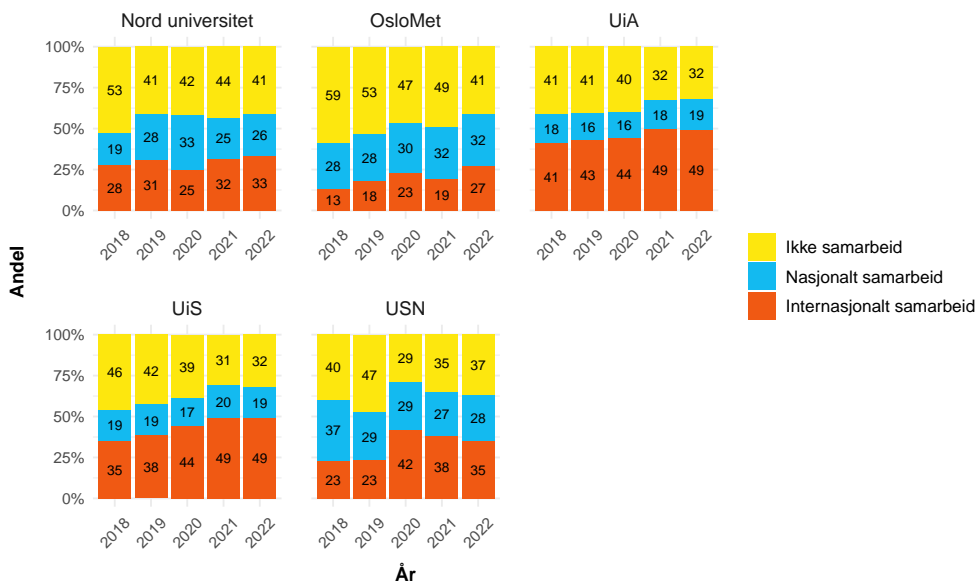 Nord universitet OsloMet UiA
100% 53 41 42 44 41 59 53 47 49 41 41 41 40 32 32
75%
50% 19 28 33 25 26 28 28 30 32 32 18 16 16 18 19
25% 28 31 25 32 33 13 18 23 19 27 41 43 44 49 49
0%
2018 2019 2020 2021 2022 2018 2019 2020 2021 2022 2018 2019 2020 2021 2022
Andel
Ikke samarbeid
Nasjonalt samarbeid
Internasjonalt samarbeid
UiS USN
100% 46 42 39 31 32 40 47 29 35 37
75%
50% 19 19 17 20 19 37 29 29 27 28
25% 35 38 44 49 49 23 23 42 38 35
0%
2018 2019 2020 2021 2022 2018 2019 2020 2021 2022
År